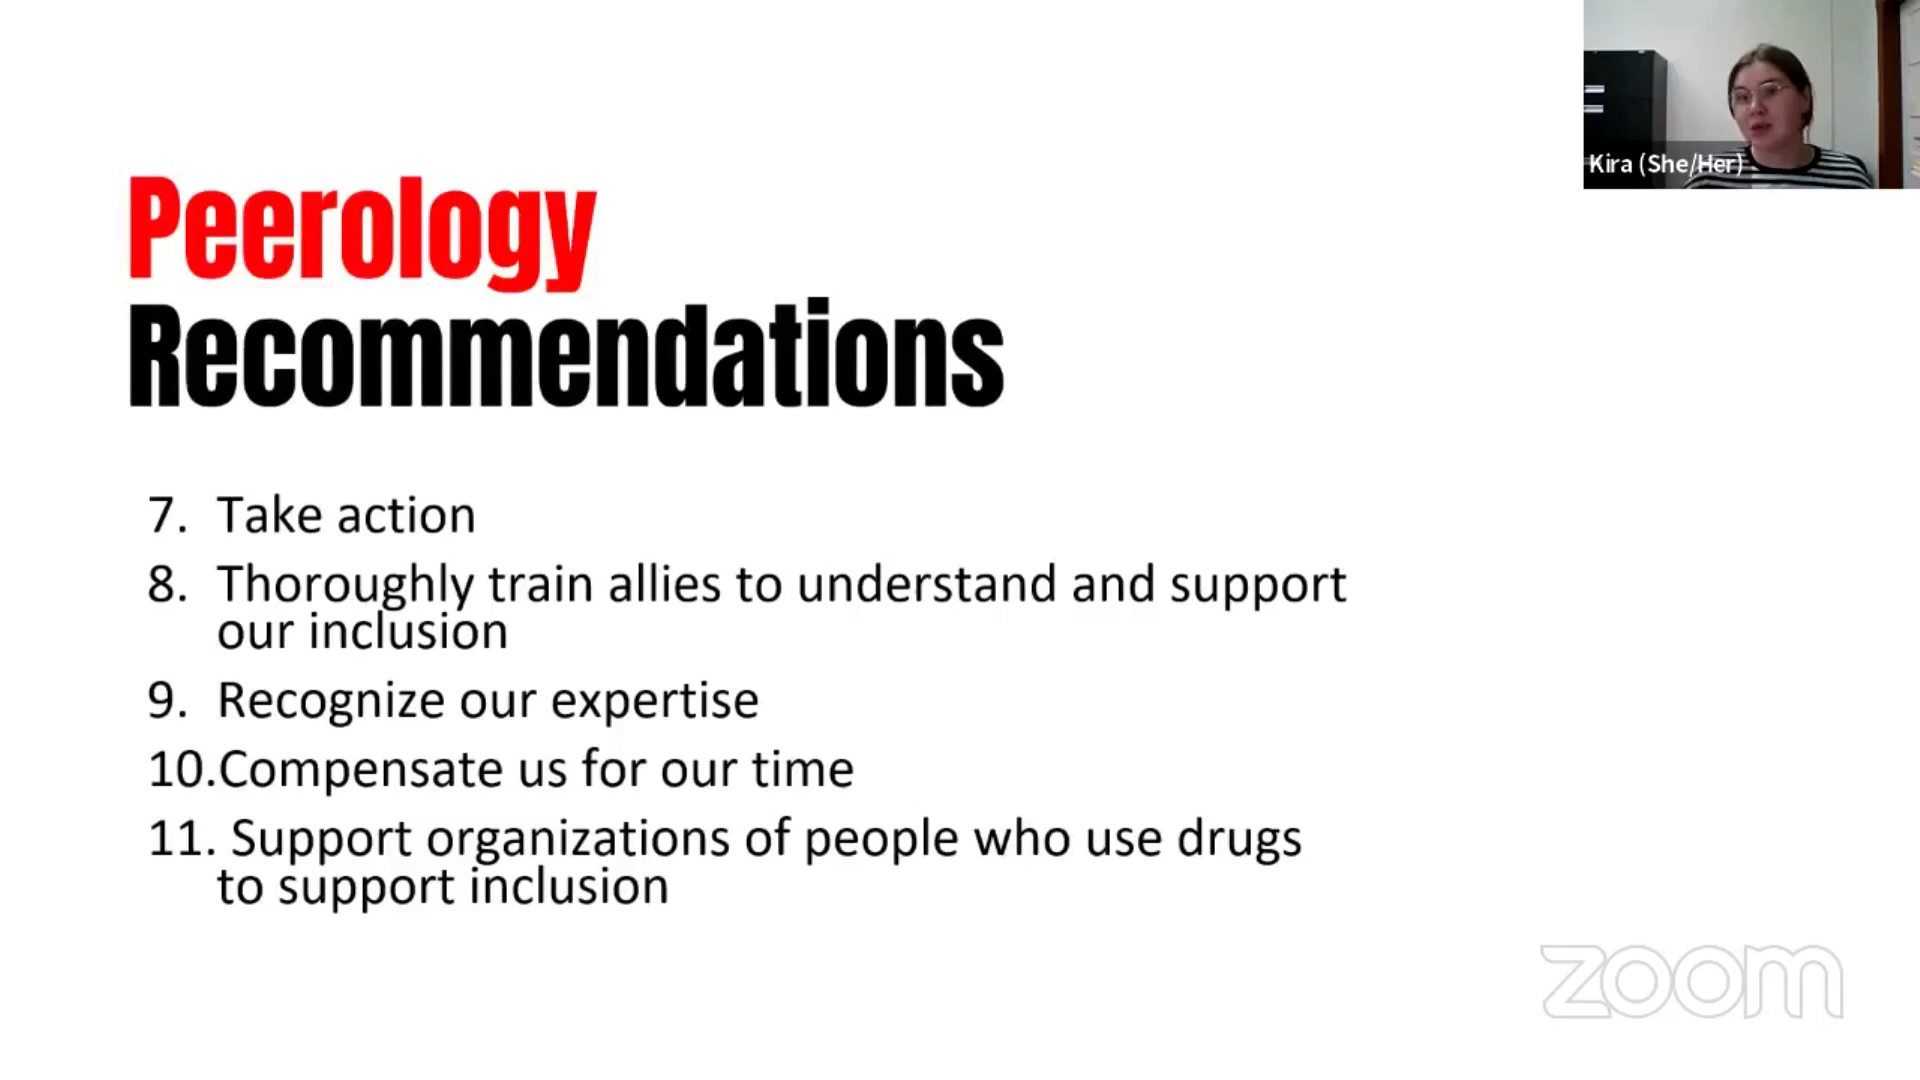 Kira (She/Her)
Peerology
Recommendations
7. Take action
8. Thoroughly train allies to understand and support
our inclusion
9. Recognize our expertise
10.Compensate us for our time
11. Support organizations of people who use drugs
to support inclusion
zoom